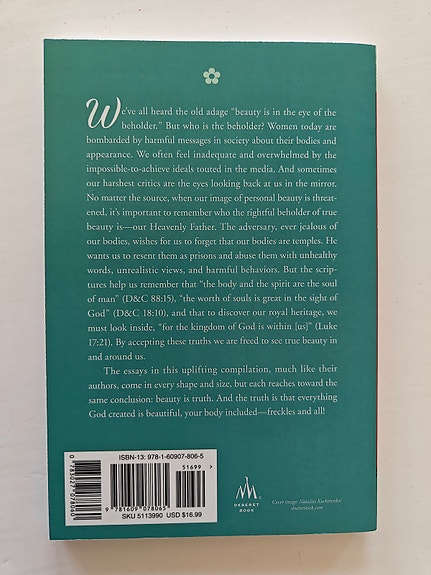 We've all heard the old adage "beauty is in the eye of the
beholder." But who is the beholder? Women today are
bombarded by harmful messages in society about their bodies and
appearance. We often feel inadequate and overwhelmed by the
impossible-to-achieve ideals touted in the media. And sometimes
our harshest critics are the eyes looking back at us in the mirror.
No matter the source, when our image of personal beauty is threat-
ened, it's important to remember who the rightful beholder of true
beauty is—our Heavenly Father. The adversary, ever jealous of
our bodies, wishes for us to forget that our bodies are temples. He
wants us to resent them as prisons and abuse them with unhealthy
words, unrealistic views, and harmful behaviors. But the scrip-
tures help us remember that "the body and the spirit are the soul
of man" (D&C 88:15), "the worth of souls is great in the sight of
God" (D&C 18:10), and that to discover our royal heritage, we
must look inside, "for the kingdom of God is within [us]" (Luke
17:21). By accepting these truths we are freed to see true beauty in
and around us.
The essays in this uplifting compilation, much like their
authors, come in every shape and size, but each reaches toward the
same conclusion: beauty is truth. And the truth is that everything
God created is beautiful, your body included—freckles and all!
ISBN-13: 978-1-60907-806-5
51699 >
9 781609 078065
SKU 5113990 USD $16.99
DESERET
BOOK
Cover image:
shutterstock.com